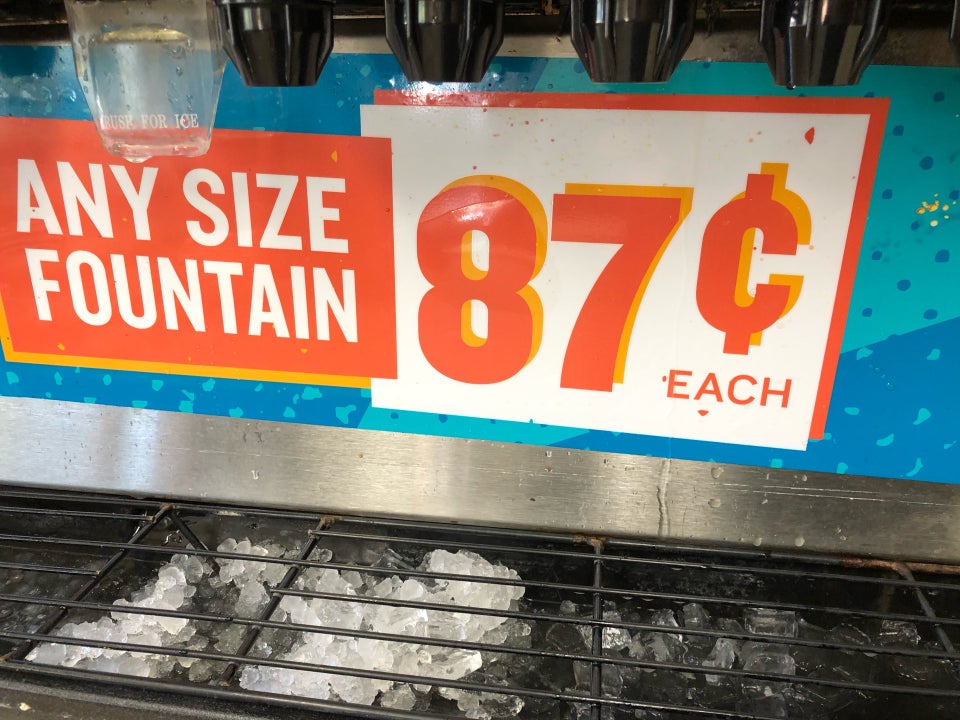 PUSH FOR ICE
ANY SIZE
FOUNTAIN
87¢
EACH